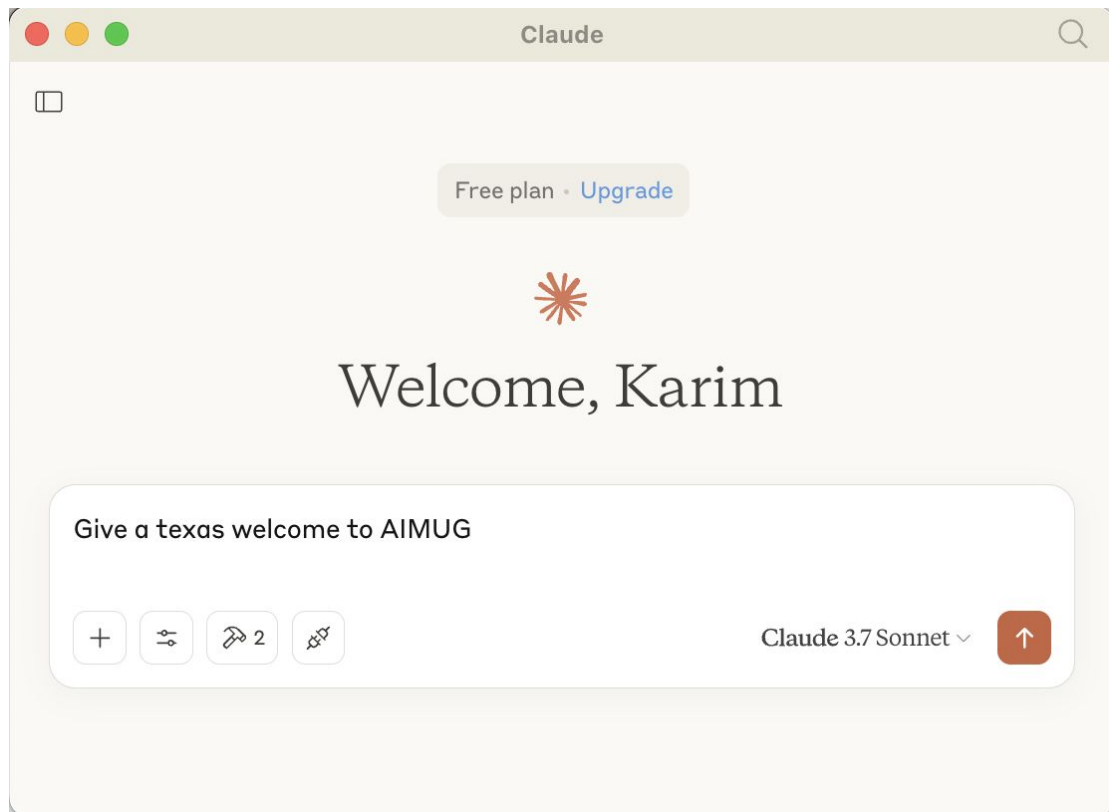 Claude
Free plan • Upgrade
Welcome, Karim
Give a texas welcome to AIMUG
2
Claude 3.7 Sonnet